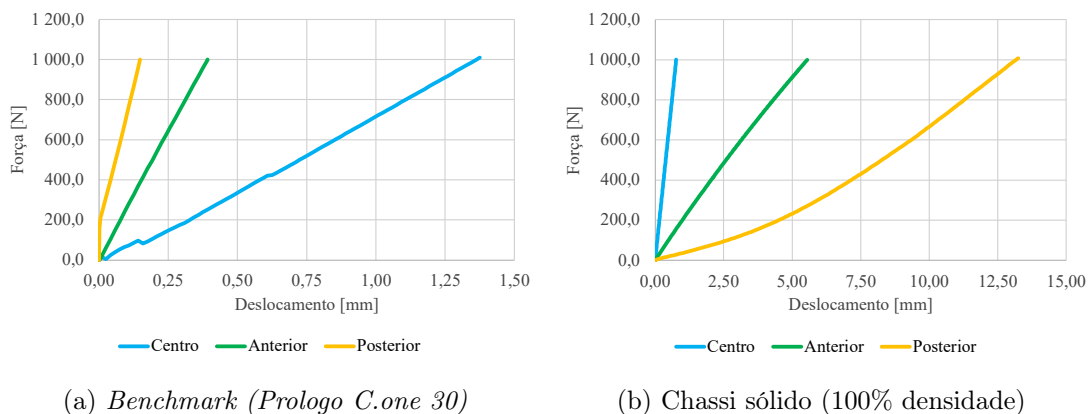 1 200,0
1 000,0
800,0
600,0
400,0
200,0
0,0
Força [N]
0,00 0,25 0,50 0,75 1,00 1,25 1,50
Deslocamento [mm]
Centro Anterior Posterior
(a) Benchmark (Prologo C.one 30)
1 200,0
1 000,0
800,0
600,0
400,0
200,0
0,0
Força [N]
0,00 2,50 5,00 7,50 10,00 12,50 15,00
Deslocamento [mm]
Centro Anterior Posterior
(b) Chassi sólido (100% densidade)